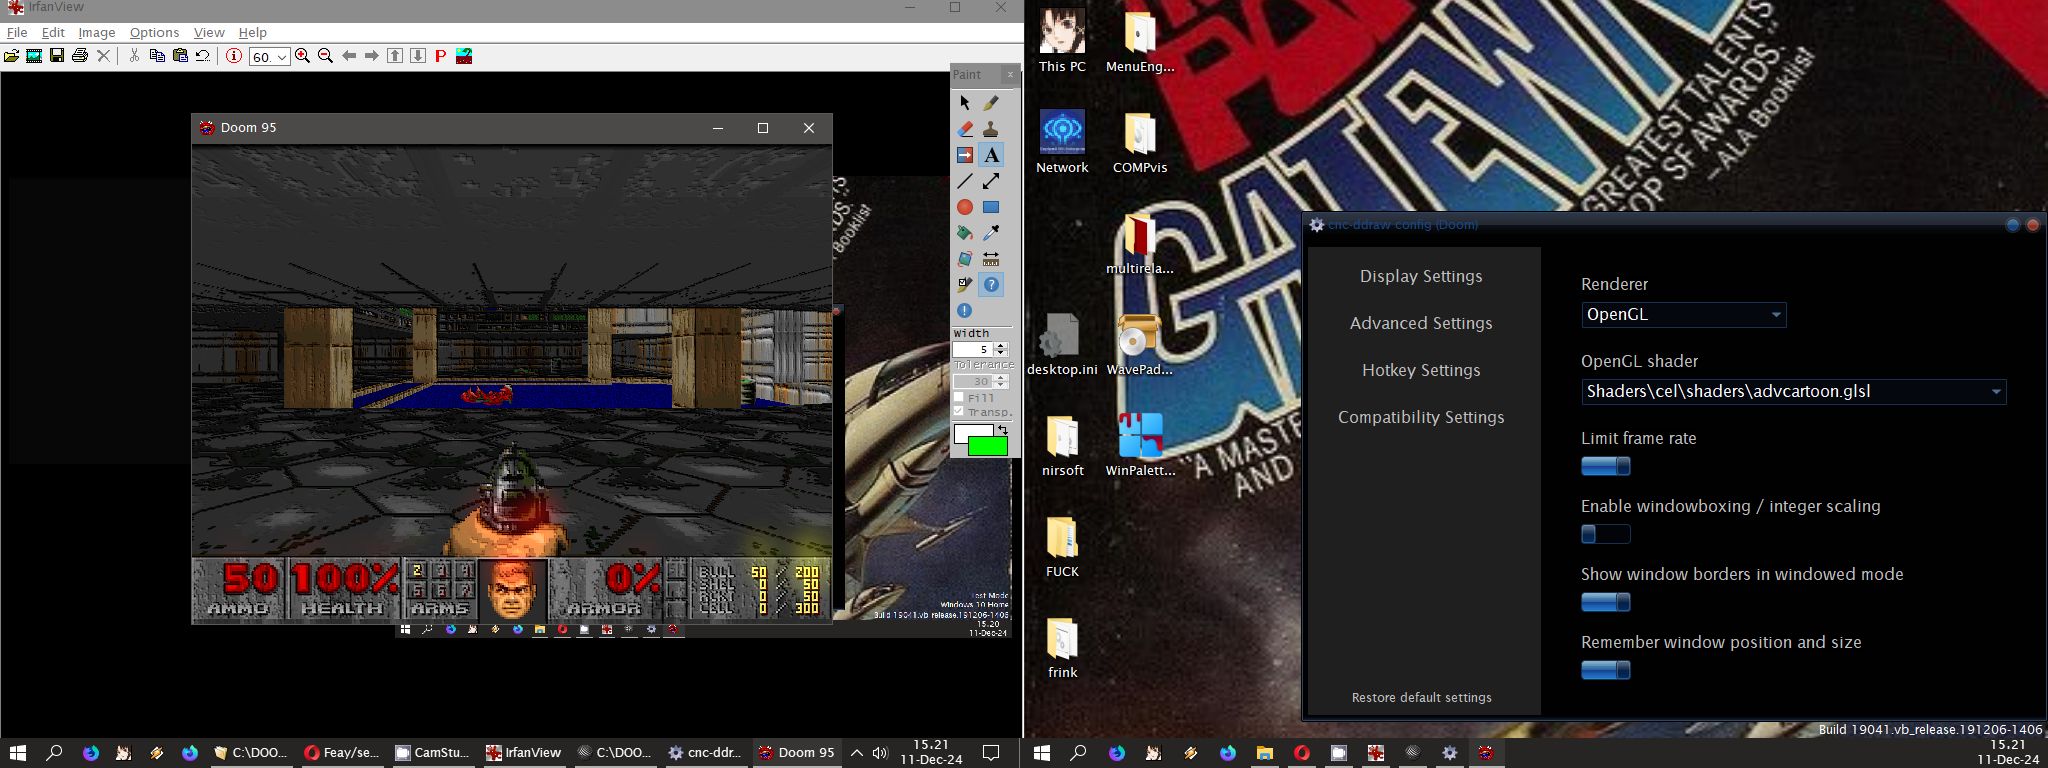 IrfanView
File Edit Image Options View Help
60.
Paint
Width
5
Tolerance
30
Fill
Transp.
Doom 95
50 100% 0%
AMMO HEALTH ARMS ARMOR
2
BULL 50 / 200
SHEL 0 / 50
RCKT 0 / 50
CELL 0 / 300
Booklist
Test Mode
Windows 10 Home
Build 19041.vb_release.191206-1406
15.20
11-Dec-24
This PC
MenuEng...
Network
COMPvis
multirela...
desktop.ini
WavePad...
nirsoft
WinPalett...
FUCK
frink
GATEWAY
GREATEST TALENTS
TOP SF AWARDS."
—ALA Booklist
"A MASTE
AND
cnc-ddraw config (Doom)
Display Settings
Advanced Settings
Hotkey Settings
Compatibility Settings
Restore default settings
Renderer
OpenGL
OpenGL shader
Shaders\cel\shaders\advcartoon.glsl
Limit frame rate
Enable windowboxing / integer scaling
Show window borders in windowed mode
Remember window position and size
Build 19041.vb_release.191206-1406
C:\DOO...
Feay/se...
CamStu...
IrfanView
C:\DOO...
cnc-ddr...
Doom 95
15.21
11-Dec-24
15.21
11-Dec-24